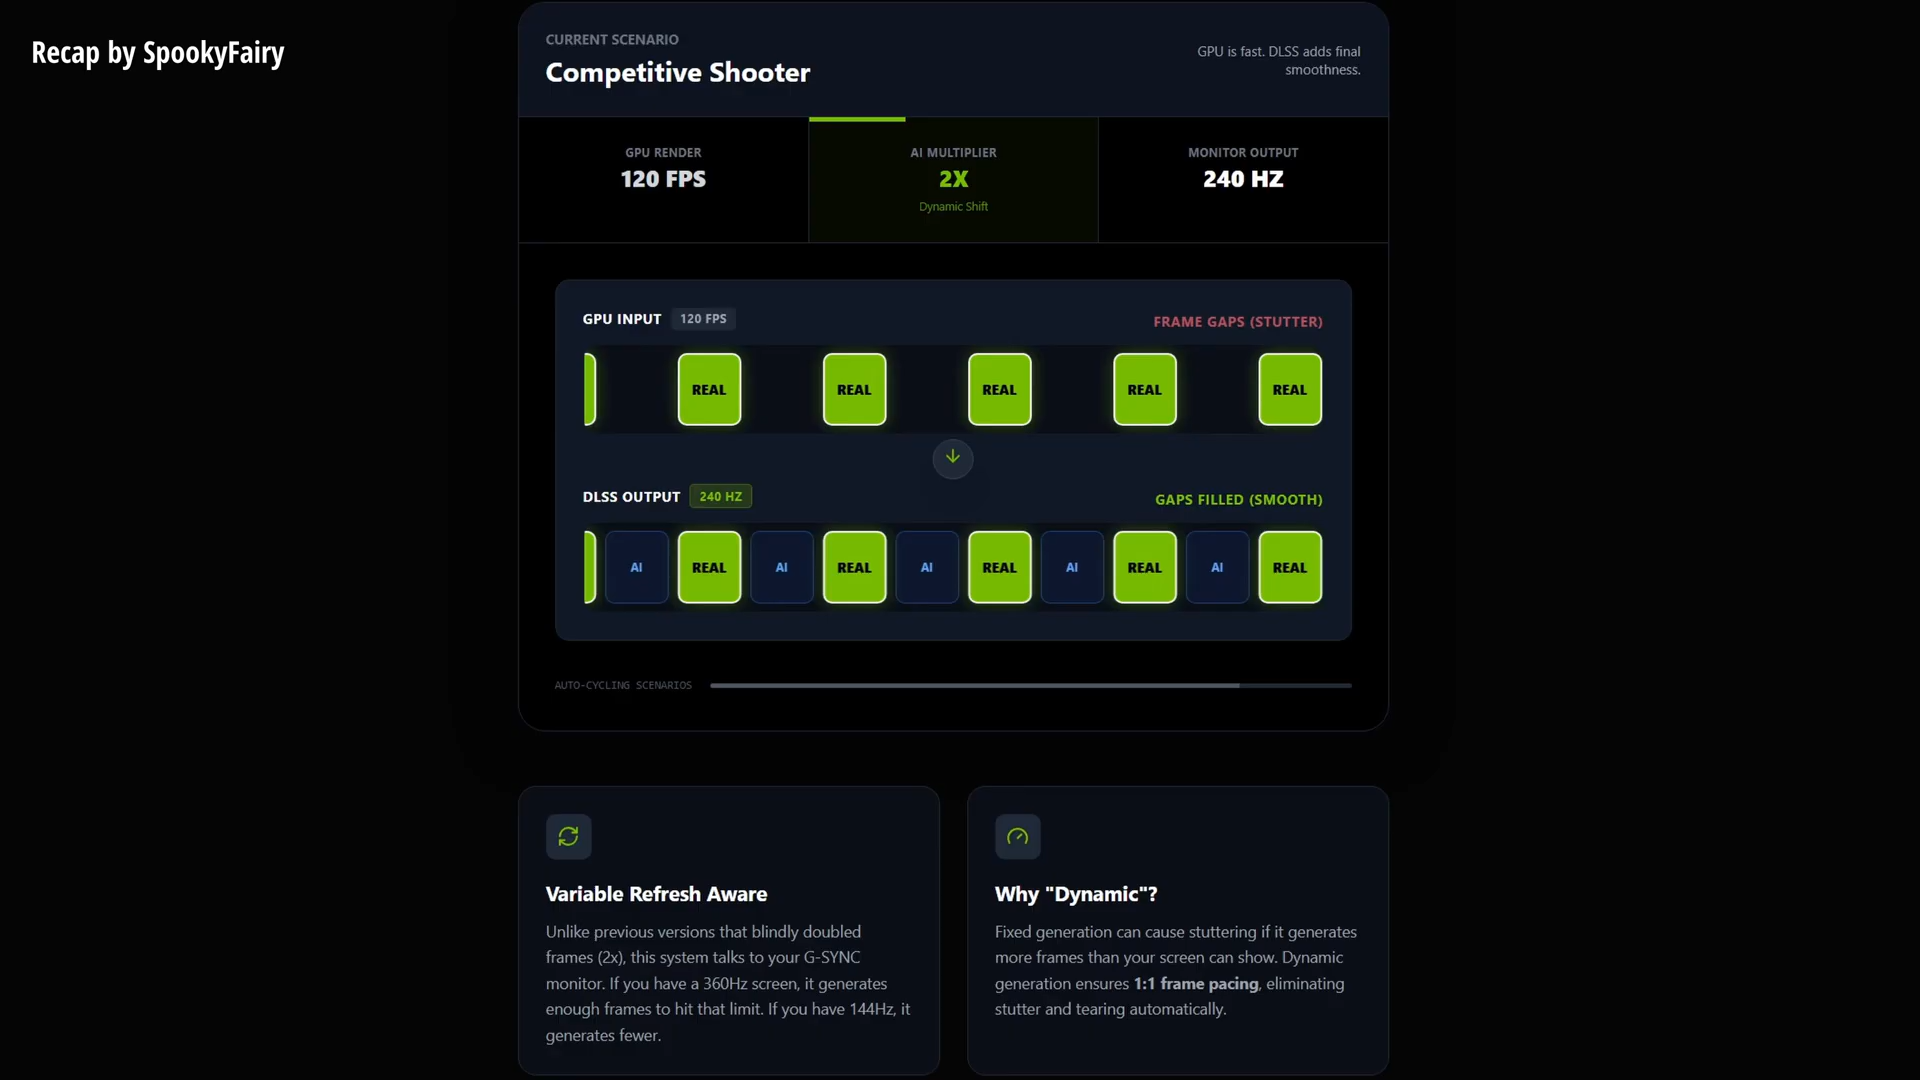 Recap by SpookyFairy
CURRENT SCENARIO
Competitive Shooter
GPU is fast. DLSS adds final
smoothness.
GPU RENDER
120 FPS
AI MULTIPLIER
2X
Dynamic Shift
MONITOR OUTPUT
240 HZ
GPU INPUT
120 FPS
FRAME GAPS (STUTTER)
REAL
REAL
REAL
REAL
REAL
DLSS OUTPUT
240 HZ
GAPS FILLED (SMOOTH)
AI
REAL
AI
REAL
AI
REAL
AI
REAL
AI
REAL
AUTO-CYCLING SCENARIOS
Variable Refresh Aware
Unlike previous versions that blindly doubled
frames (2x), this system talks to your G-SYNC
monitor. If you have a 360Hz screen, it generates
enough frames to hit that limit. If you have 144Hz, it
generates fewer.
Why "Dynamic"?
Fixed generation can cause stuttering if it generates
more frames than your screen can show. Dynamic
generation ensures 1:1 frame pacing, eliminating
stutter and tearing automatically.